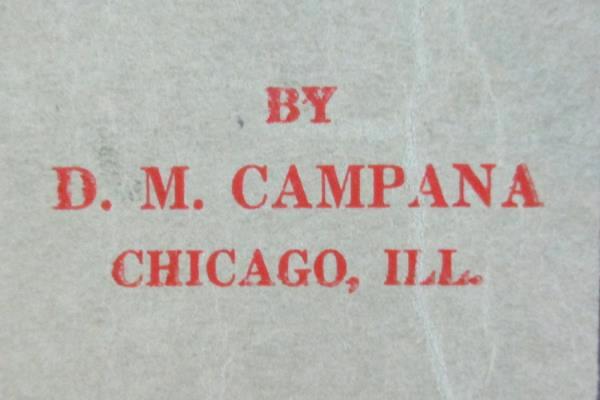 BY
D. M. CAMPANA
CHICAGO, ILL.